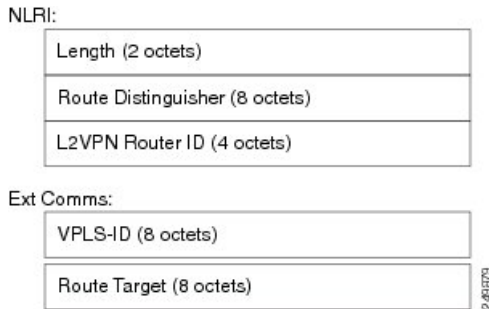 NLRI:
Length (2 octets)
Route Distinguisher (8 octets)
L2VPN Router ID (4 octets)
Ext Comms:
VPLS-ID (8 octets)
Route Target (8 octets)
249879